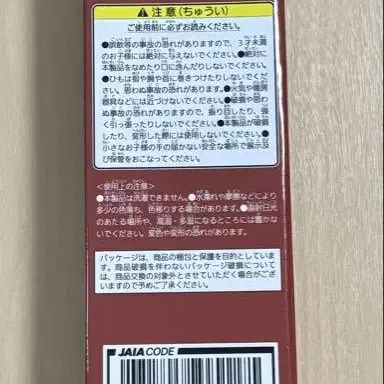 ⚠ 注意(ちゅうい)
ご使用前に必ずお読みください。
●誤飲等の事故の恐れがありますので、3才未満
のお子様には絶対に与えないでください。●絶対に
本製品をなめたり口に含んだりしないでください。
●ひもは指や腕や首に巻きつけたりしないでくだ
さい。思わぬ事故の恐れがあります。●火気や暖房
器具などには近づけないでください。●破損や思わ
ぬ事故の恐れがありますので、振り回したり、強
く引っ張ったりしないでください。●本製品が破損
したり、変形した際には使用しないでください。●
小さなお子様の手の届かない安全な場所で展示及
び保管をおこなってください。
<使用上の注意>
●本製品は洗濯できません。●水濡れや摩擦などにより
多少の色落ち、色移りする場合があります。●直射日光
のあたる場所や、高温・多湿になるところには置かな
いでください。変色や変形の恐れがあります。
パッケージは、商品の梱包と保護を目的としています。
商品破損を伴わないパッケージ破損について
は、商品交換の対象外とさせていただく場合がござ
いますので予めご了承ください。
JAIA CODE